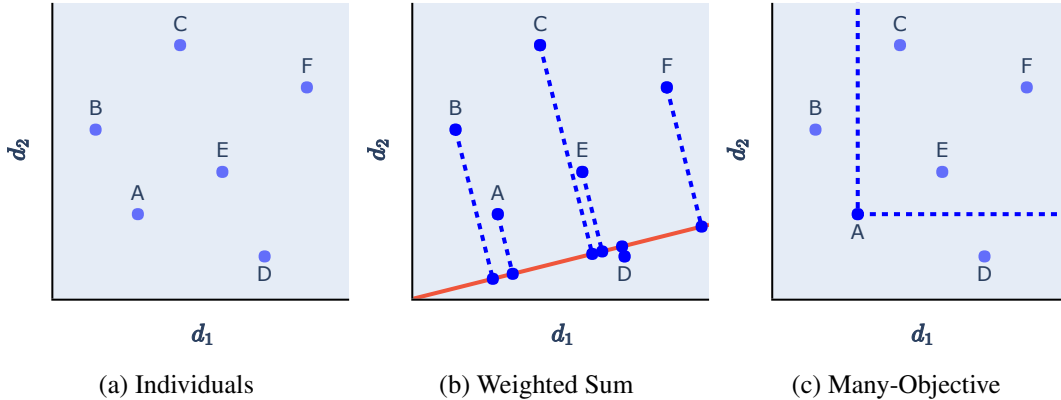 C
F
B
E
A
D
d₂
d₁
(a) Individuals
C
F
B
E
A
D
d₂
d₁
(b) Weighted Sum
C
F
B
E
A
D
d₂
d₁
(c) Many-Objective